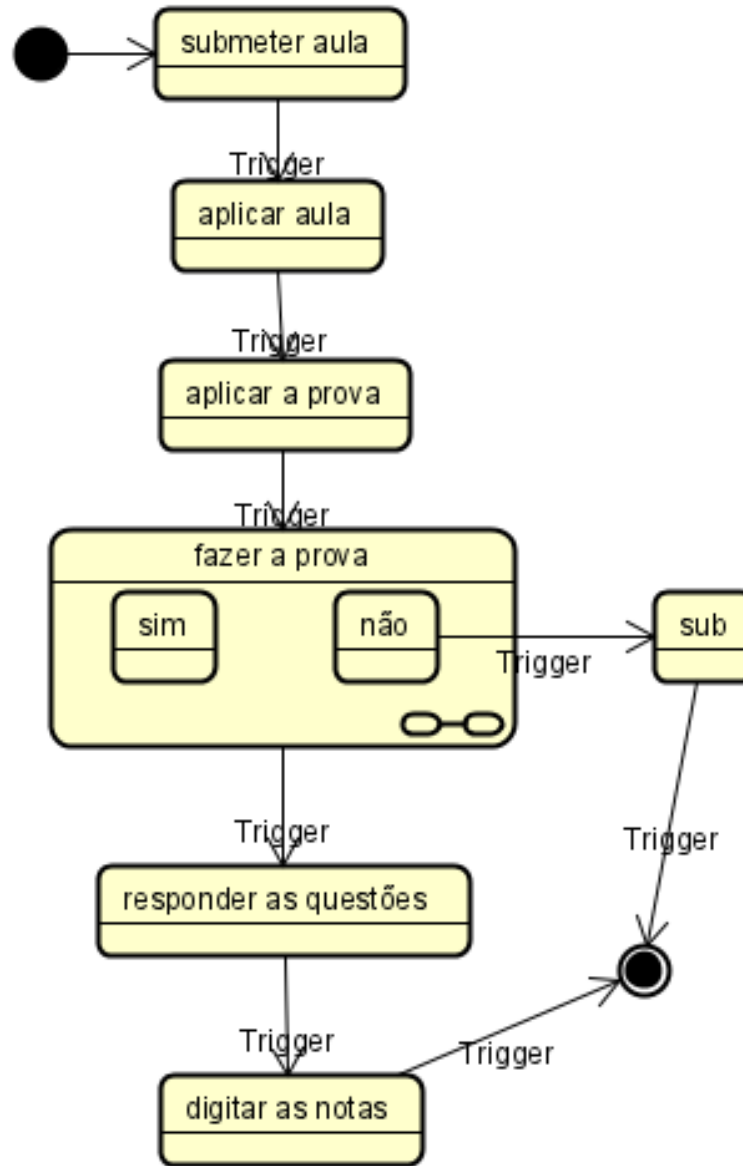 submeter aula
Trigger
aplicar aula
Trigger
aplicar a prova
Trigger
fazer a prova
sim
não
sub
Trigger
Trigger
Trigger
responder as questões
Trigger
Trigger
digitar as notas